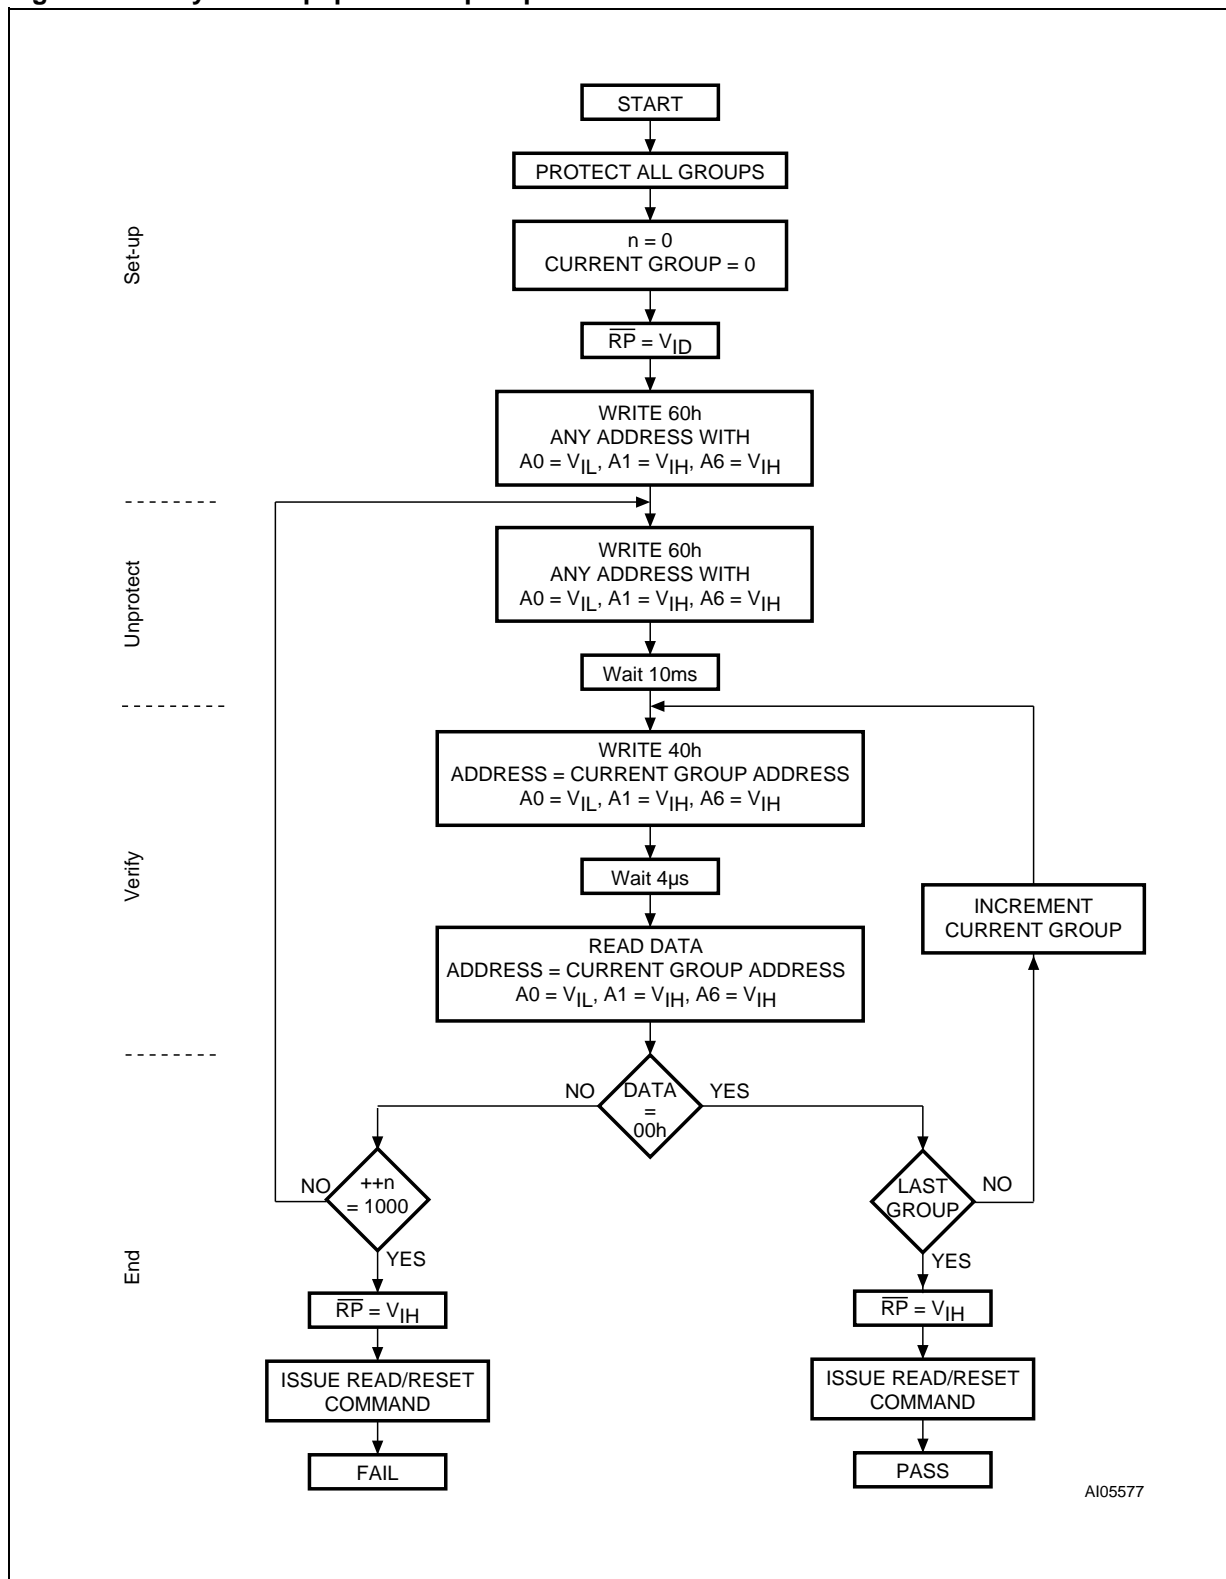 START
PROTECT ALL GROUPS
Set-up
n = 0
CURRENT GROUP = 0
RP = VID
WRITE 60h
ANY ADDRESS WITH
A0 = VIL, A1 = VIH, A6 = VIH
Unprotect
WRITE 60h
ANY ADDRESS WITH
A0 = VIL, A1 = VIH, A6 = VIH
Wait 10ms
Verify
WRITE 40h
ADDRESS = CURRENT GROUP ADDRESS
A0 = VIL, A1 = VIH, A6 = VIH
Wait 4µs
INCREMENT
CURRENT GROUP
READ DATA
ADDRESS = CURRENT GROUP ADDRESS
A0 = VIL, A1 = VIH, A6 = VIH
End
NO
DATA
=
00h
YES
NO
++n
= 1000
YES
LAST
GROUP
NO
YES
RP = VIH
RP = VIH
ISSUE READ/RESET
COMMAND
ISSUE READ/RESET
COMMAND
FAIL
PASS
AI05577